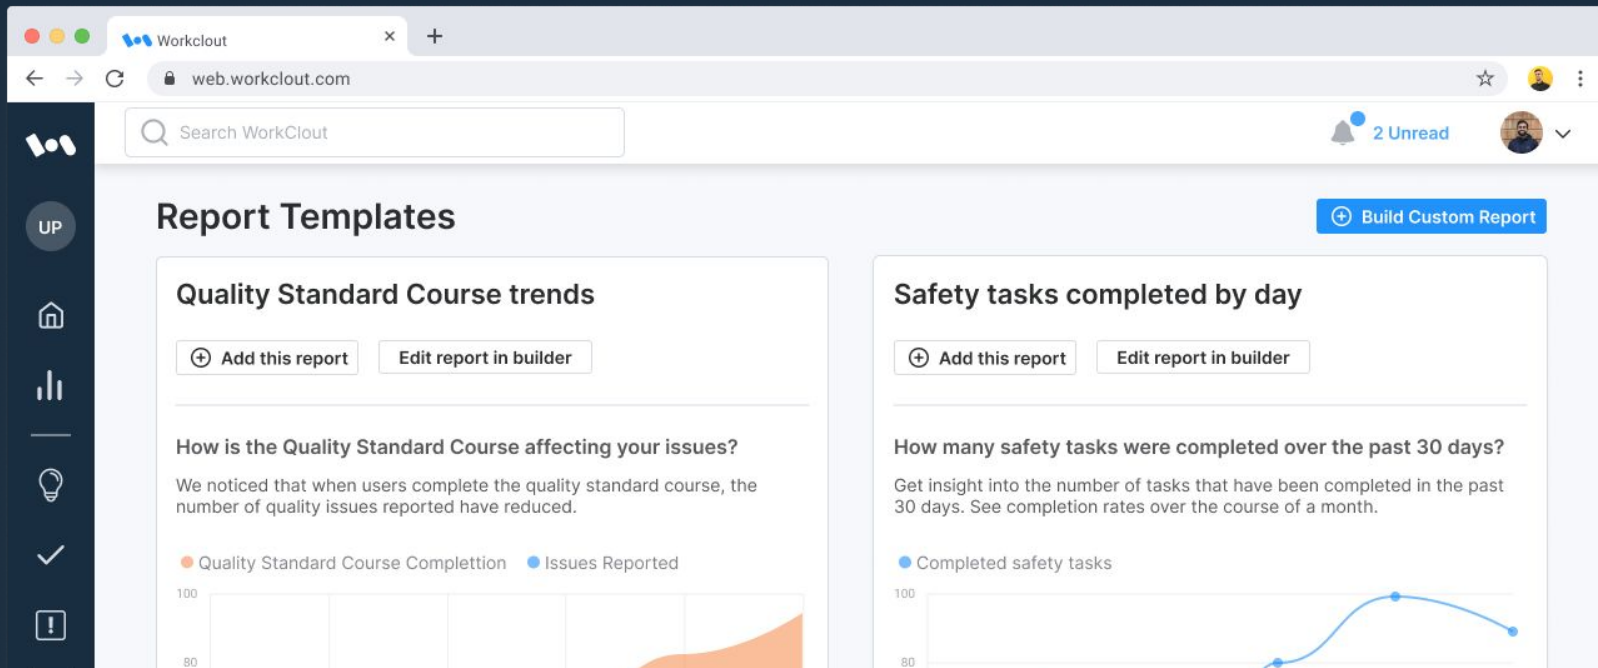 Workclout
web.workclout.com
Search WorkClout
2 Unread
UP
Report Templates
Build Custom Report
Quality Standard Course trends
Add this report
Edit report in builder
How is the Quality Standard Course affecting your issues?
We noticed that when users complete the quality standard course, the
number of quality issues reported have reduced.
Quality Standard Course Complettion
Issues Reported
100
80
Safety tasks completed by day
Add this report
Edit report in builder
How many safety tasks were completed over the past 30 days?
Get insight into the number of tasks that have been completed in the past
30 days. See completion rates over the course of a month.
Completed safety tasks
100
80